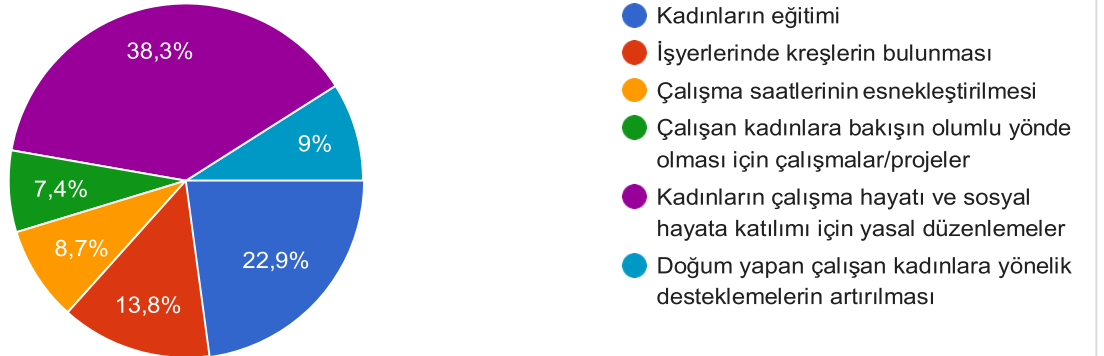 38,3%
9%
7,4%
8,7%
22,9%
13,8%
Kadınların eğitimi
İşyerlerinde kreşlerin bulunması
Çalışma saatlerinin esnekleştirilmesi
Çalışan kadınlara bakışın olumlu yönde
olması için çalışmalar/projeler
Kadınların çalışma hayatı ve sosyal
hayata katılımı için yasal düzenlemeler
Doğum yapan çalışan kadınlara yönelik
desteklemelerin artırılması